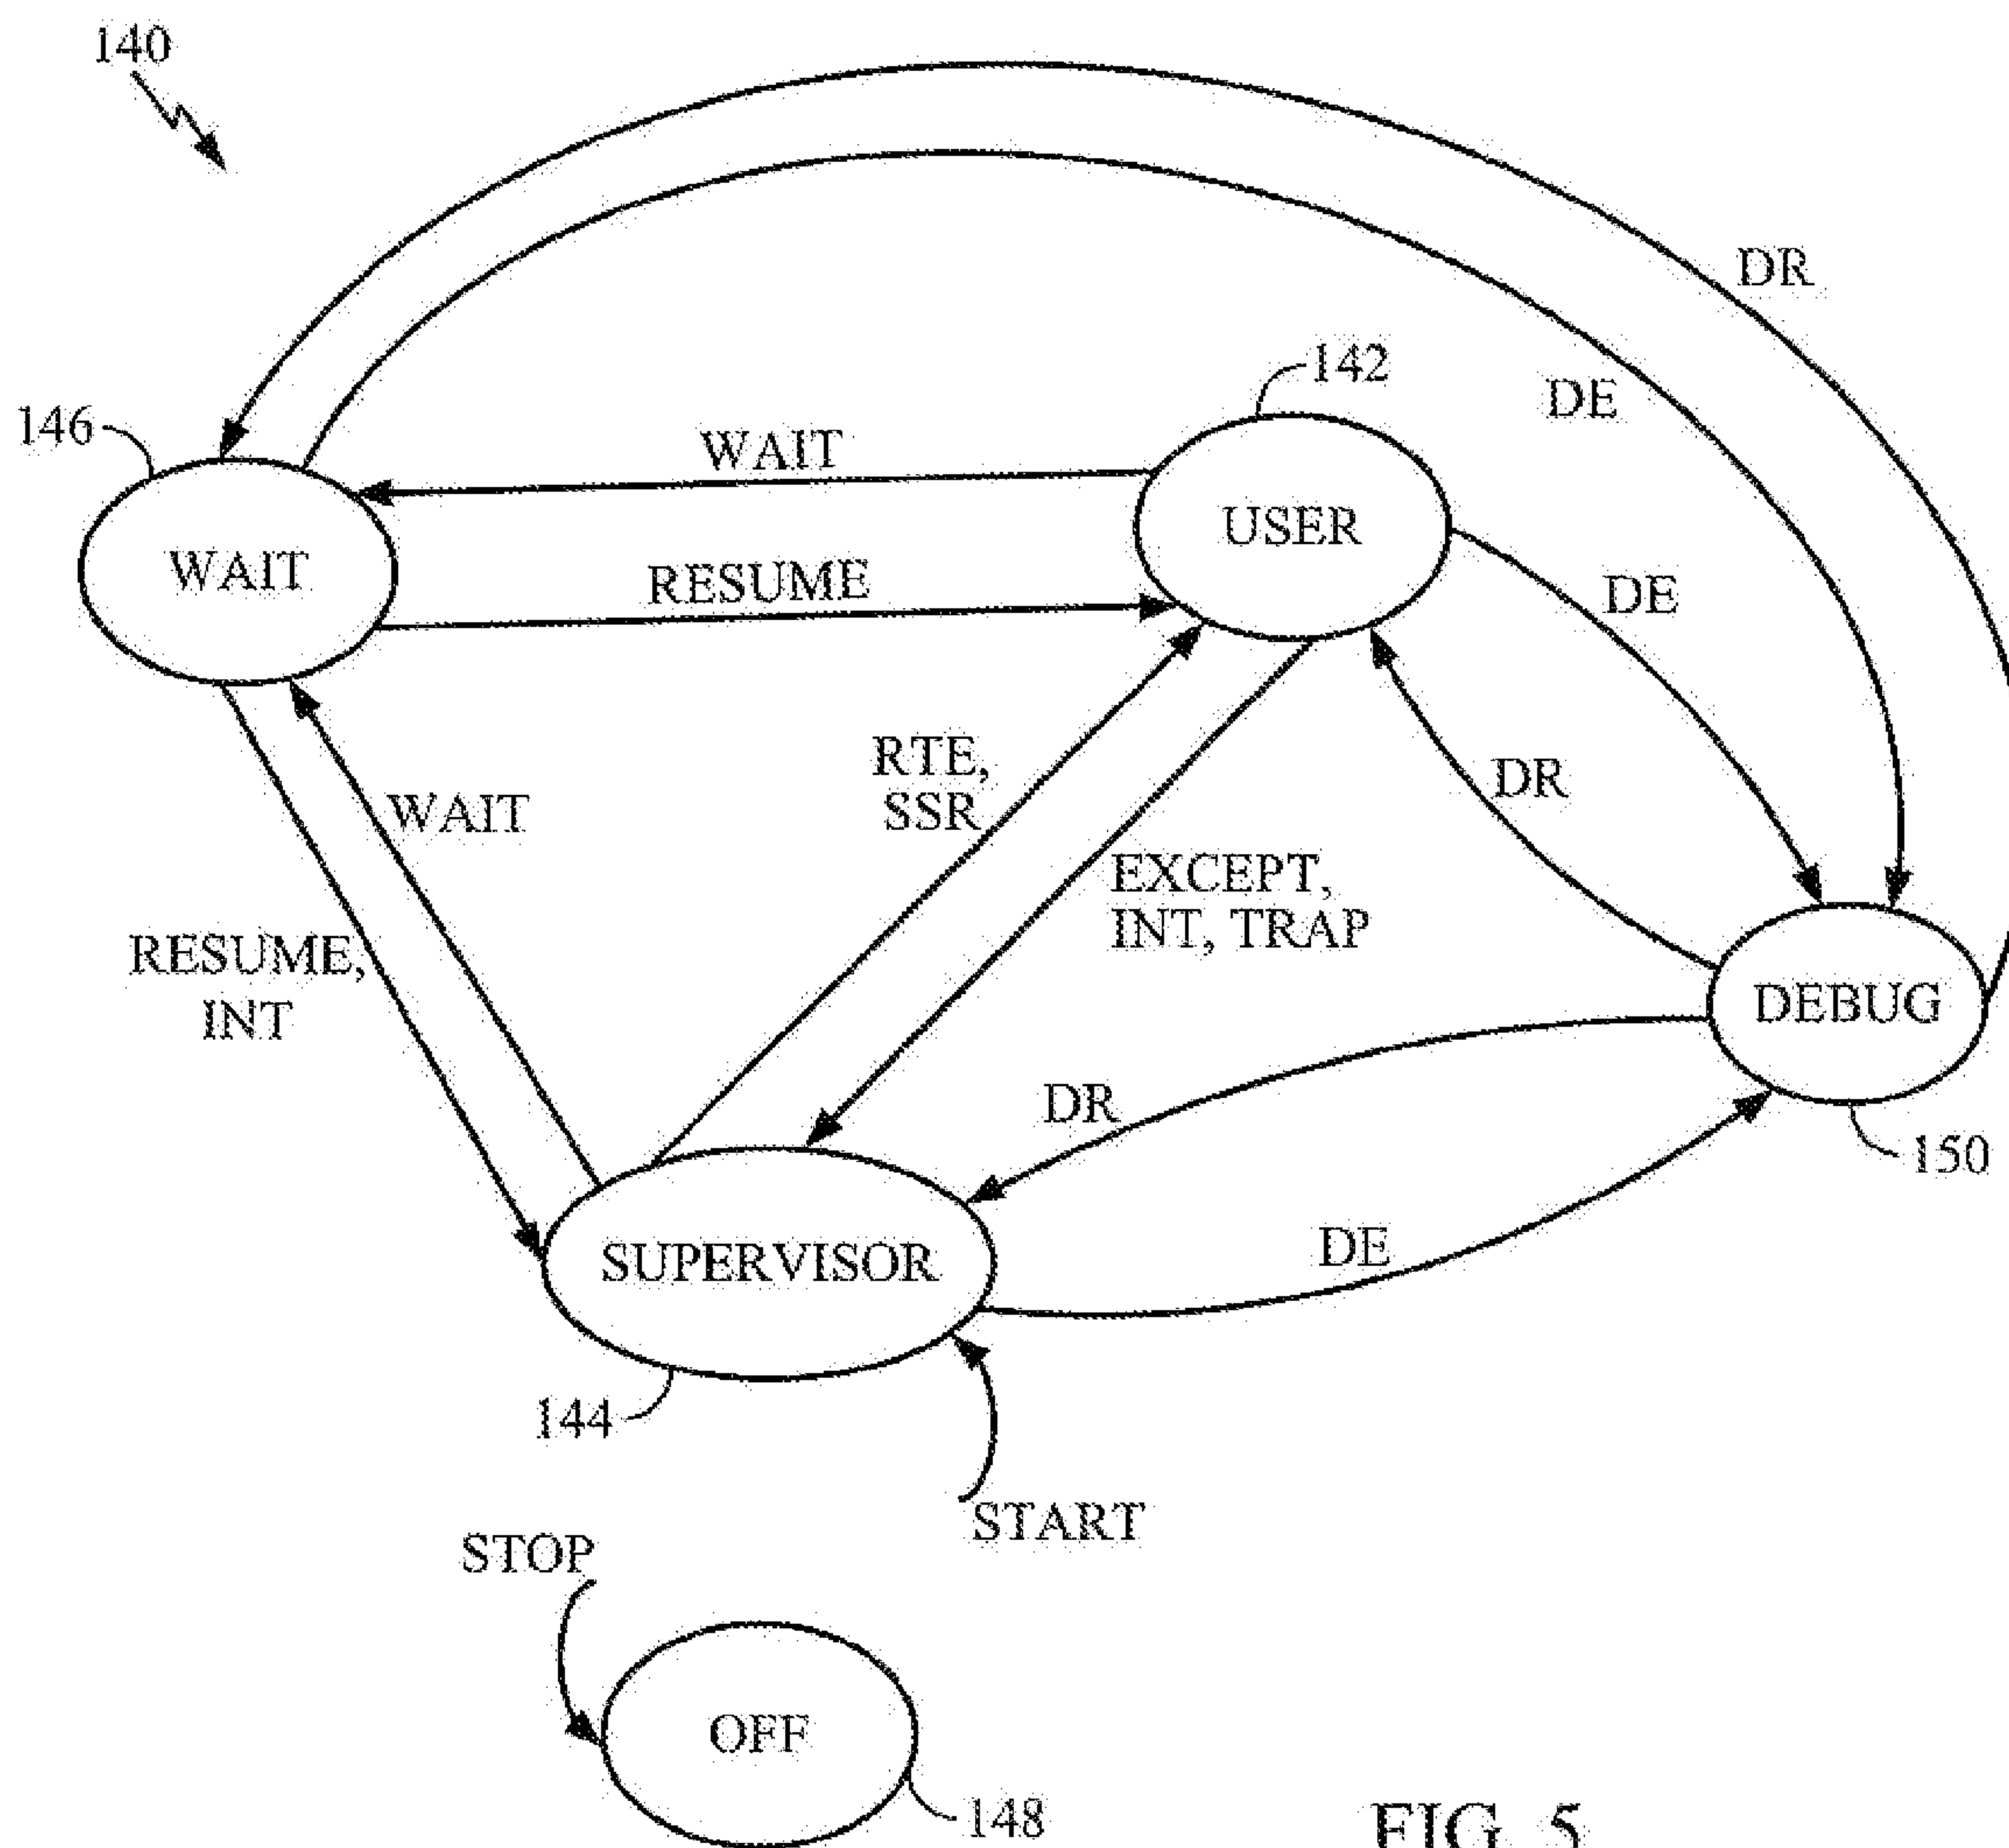 140
DR
142
DE
146
WAIT
USER
WAIT
RESUME
DE
RTE,
SSR
DR
WAIT
EXCEPT,
INT, TRAP
RESUME,
INT
DEBUG
DR
150
SUPERVISOR
DE
144
START
STOP
OFF
148
FIG. 5